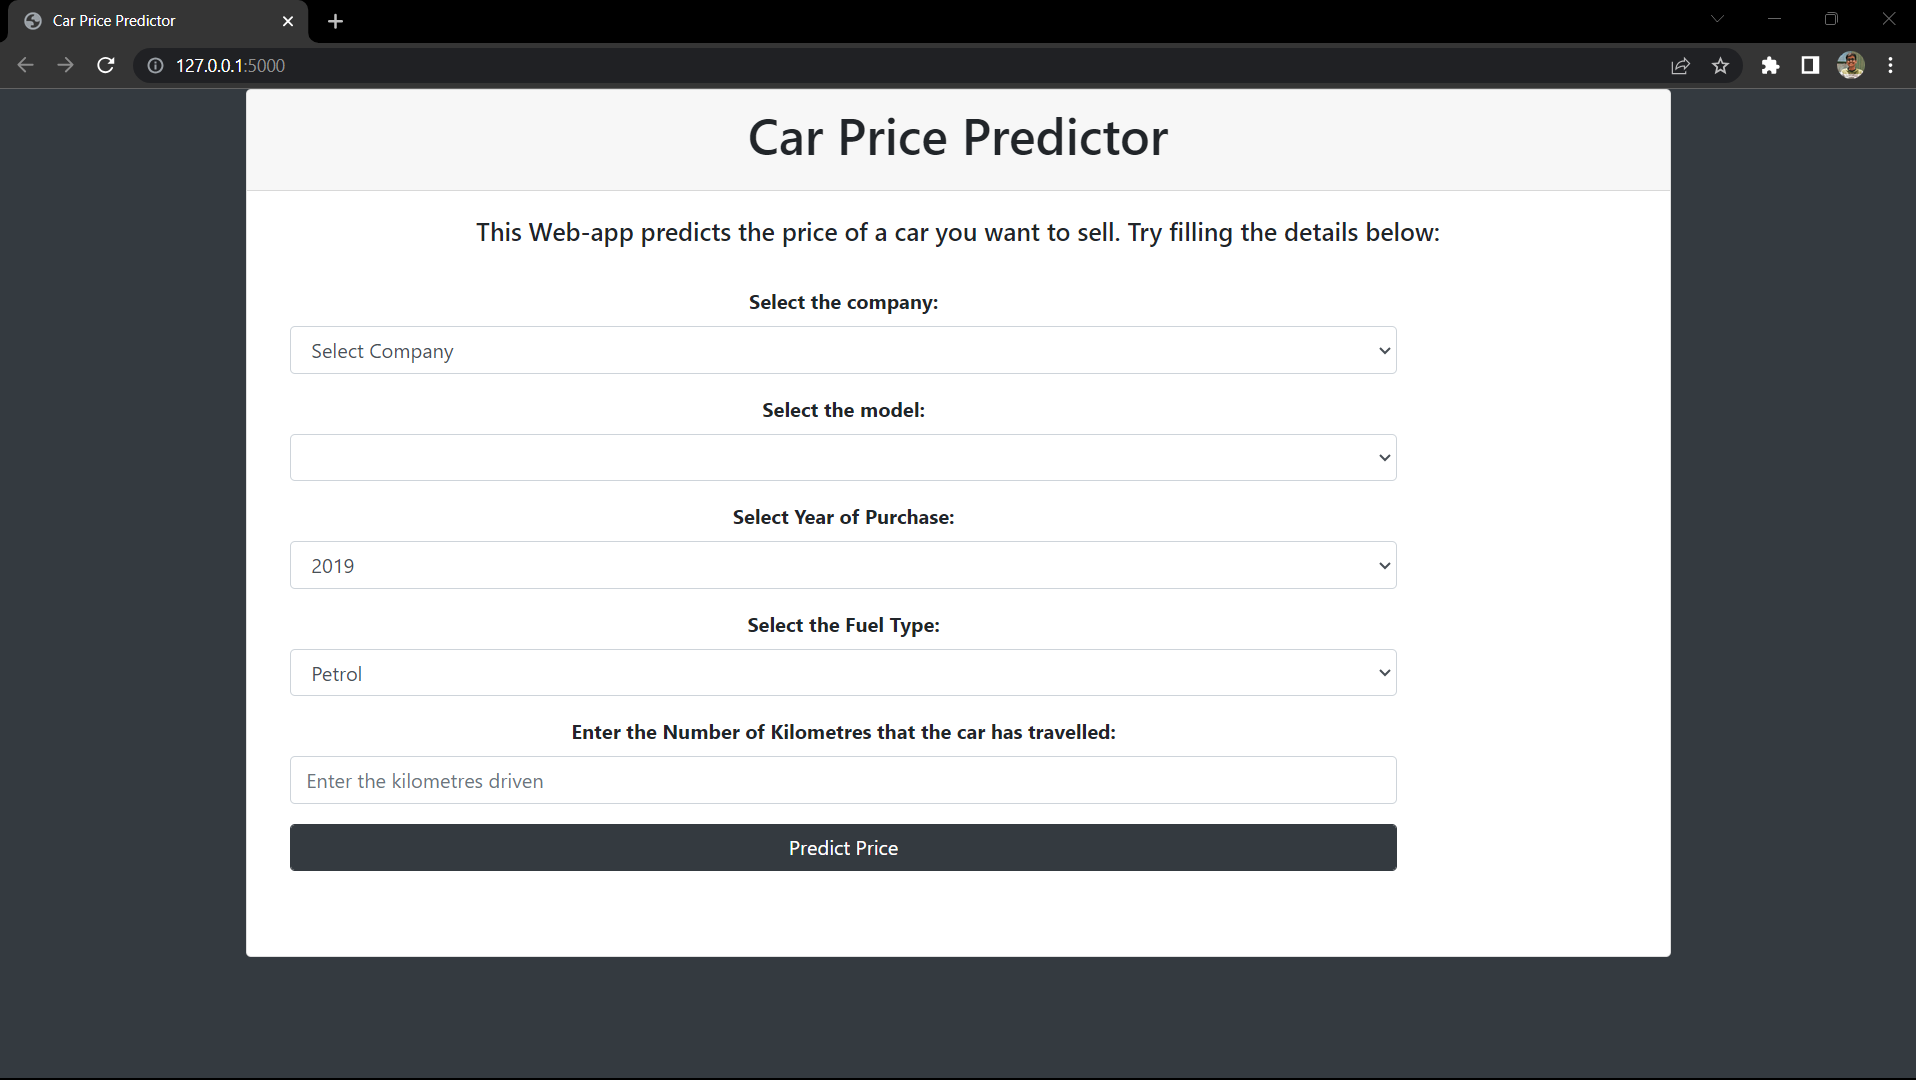 Car Price Predictor
127.0.0.1:5000
Car Price Predictor
This Web-app predicts the price of a car you want to sell. Try filling the details below:
Select the company:
Select Company
Select the model:
Select Year of Purchase:
2019
Select the Fuel Type:
Petrol
Enter the Number of Kilometres that the car has travelled:
Enter the kilometres driven
Predict Price